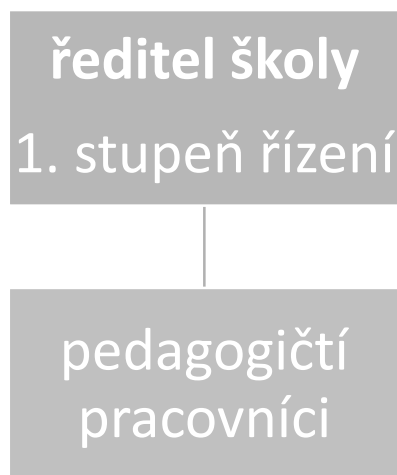 ředitel školy
1. stupeň řízení
pedagogičtí
pracovníci